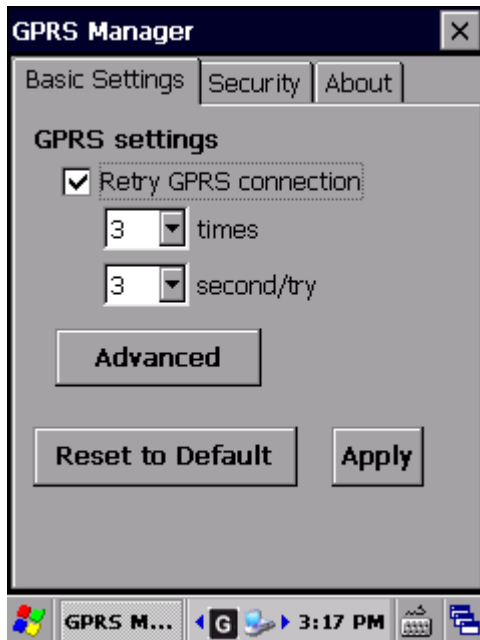 GPRS Manager
Basic Settings Security About
GPRS settings
Retry GPRS connection
3 times
3 second/try
Advanced
Reset to Default Apply
GPRS M... G 3:17 PM